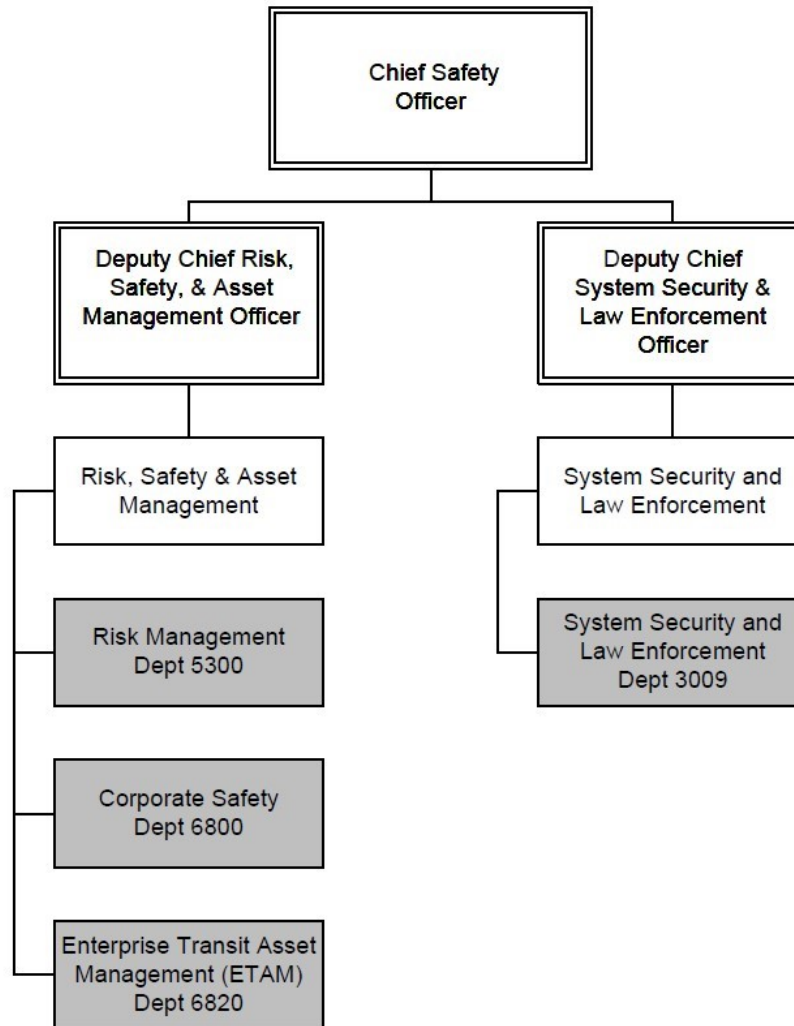 Chief Safety
Officer
Deputy Chief Risk,
Safety, & Asset
Management Officer
Deputy Chief
System Security &
Law Enforcement
Officer
Risk, Safety & Asset
Management
System Security and
Law Enforcement
Risk Management
Dept 5300
System Security and
Law Enforcement
Dept 3009
Corporate Safety
Dept 6800
Enterprise Transit Asset
Management (ETAM)
Dept 6820